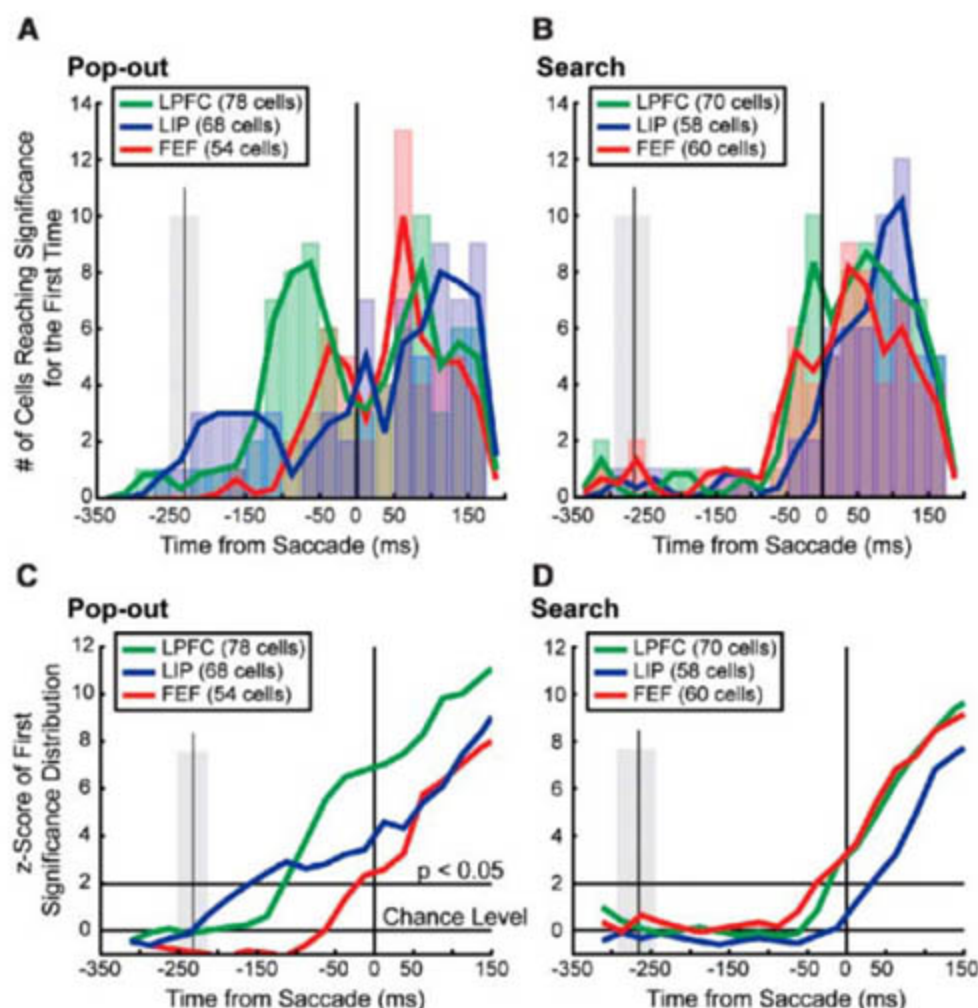 A
Pop-out
LPFC (78 cells)
LIP (68 cells)
FEF (54 cells)
# of Cells Reaching Significance
for the First Time
14
12
10
8
6
4
2
0
-350 -250 -150 -50 0 50 150
Time from Saccade (ms)
B
Search
LPFC (70 cells)
LIP (58 cells)
FEF (60 cells)
14
12
10
8
6
4
2
0
-350 -250 -150 -50 0 50 150
Time from Saccade (ms)
C
Pop-out
LPFC (78 cells)
LIP (68 cells)
FEF (54 cells)
z-Score of First
Significance Distribution
12
10
8
6
4
2
0
p < 0.05
Chance Level
-350 -250 -150 -50 0 50 150
Time from Saccade (ms)
D
Search
LPFC (70 cells)
LIP (58 cells)
FEF (60 cells)
12
10
8
6
4
2
0
-350 -250 -150 -50 0 50 150
Time from Saccade (ms)